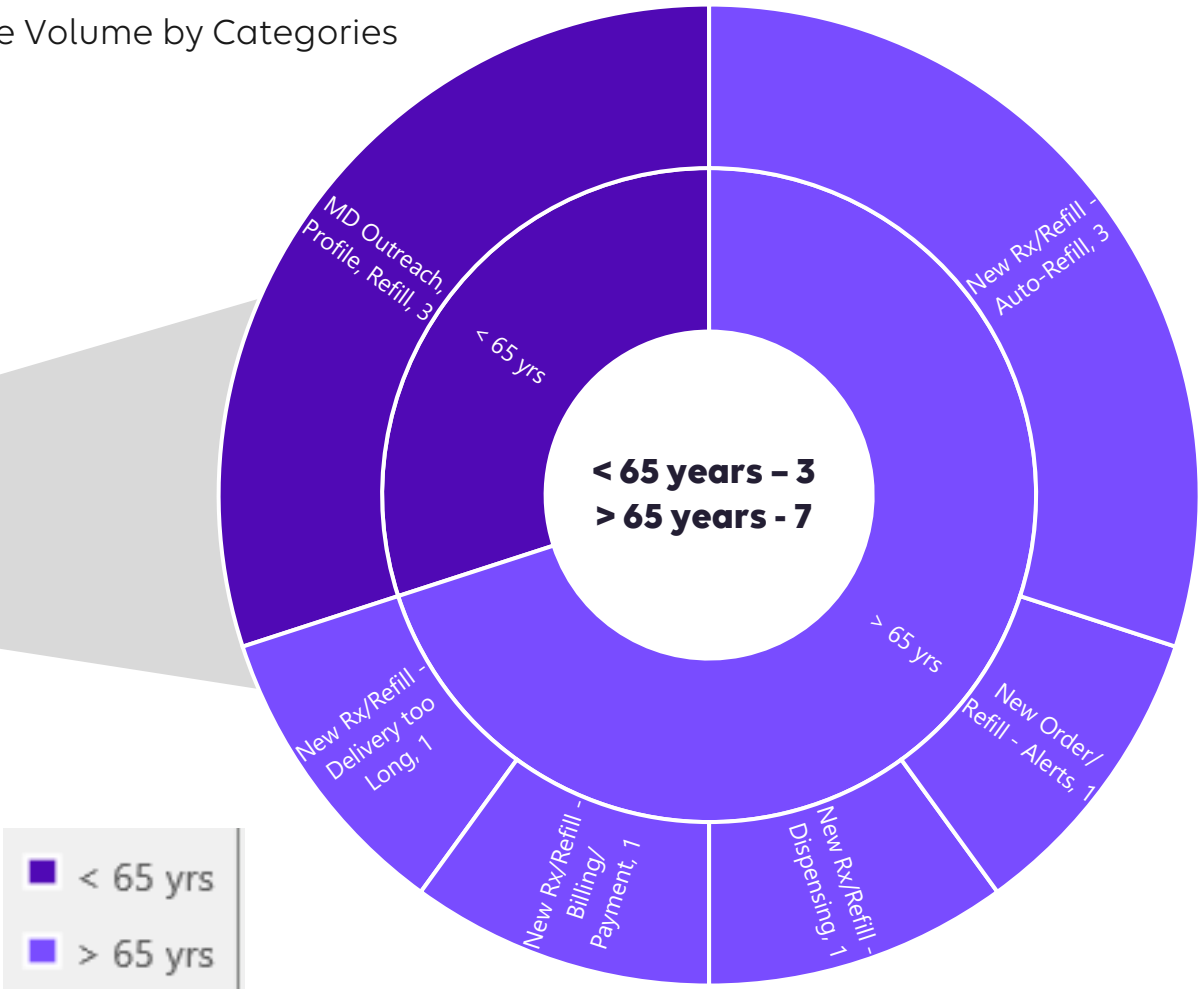 e Volume by Categories
MD Outreach,
Profile, Refill, 3
< 65 yrs
New Rx/Refill -
Auto-Refill, 3
< 65 years – 3
> 65 years - 7
> 65 yrs
New Order/
Refill - Alerts, 1
New Rx/Refill -
Dispensing, 1
New Rx/Refill -
Billing/
Payment, 1
New Rx/Refill -
Delivery too
Long, 1
< 65 yrs
> 65 yrs